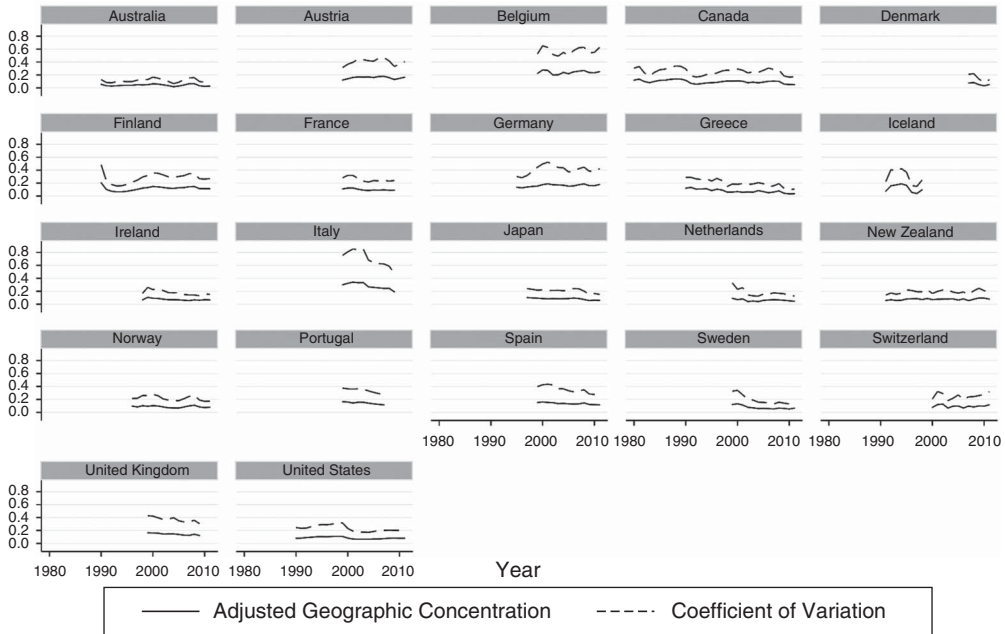 Australia Austria Belgium Canada Denmark
0.8
0.6
0.4
0.2
0.0
Finland France Germany Greece Iceland
0.8
0.6
0.4
0.2
0.0
Ireland Italy Japan Netherlands New Zealand
0.8
0.6
0.4
0.2
0.0
Norway Portugal Spain Sweden Switzerland
0.8
0.6
0.4
0.2
0.0
1980 1990 2000 2010 1980 1990 2000 2010 1980 1990 2000 2010
United Kingdom United States
0.8
0.6
0.4
0.2
0.0
1980 1990 2000 2010 1980 1990 2000 2010
Year
Adjusted Geographic Concentration Coefficient of Variation